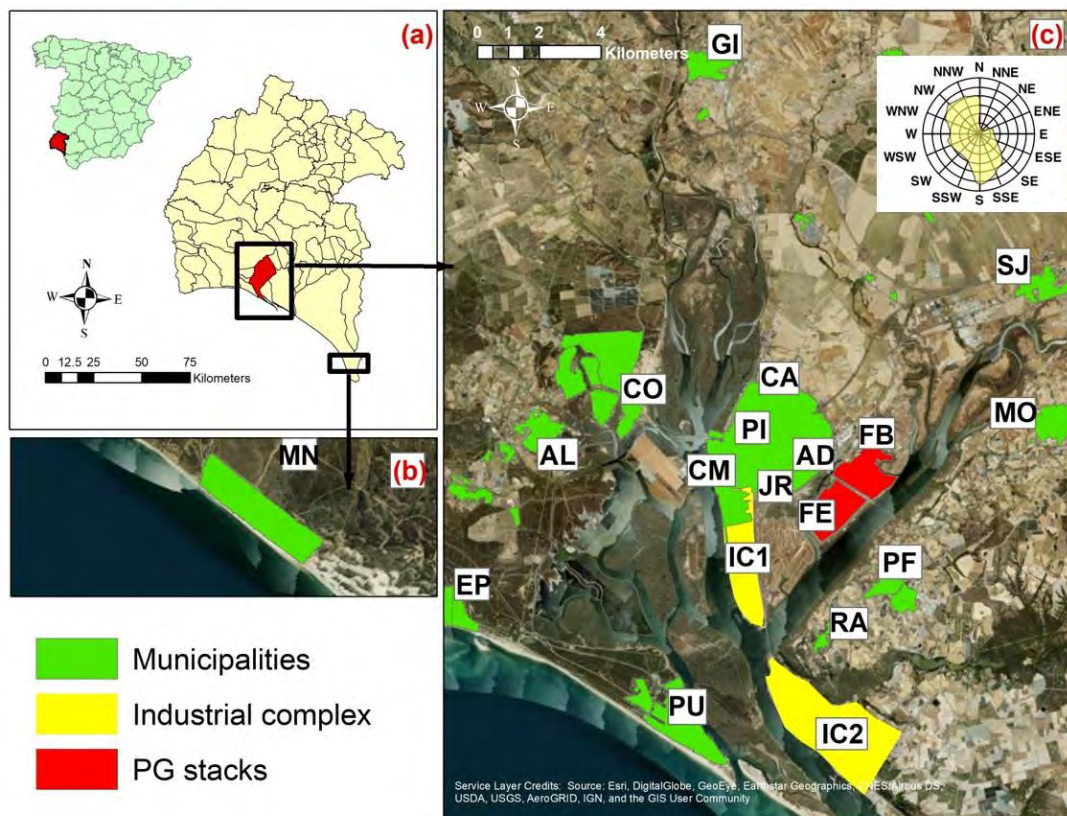 (a)
N
W
E
S
0 12.5 25 50 75
Kilometers
MN
(b)
Municipalities
Industrial complex
PG stacks
(c)
0 1 2 4
Kilometers
N
W
E
S
GI
N
NNW
NNE
NW
NE
WNW
ENE
W
E
WSW
ESE
SW
SE
SSW
SSE
S
SJ
CO
CA
MO
PI
AL
CM
AD
FB
JR
FE
IC1
PF
EP
RA
PU
IC2
Service Layer Credits: Source: Esri, DigitalGlobe, GeoEye, Earthstar Geographics, NES/Airbus DS,
USDA, USGS, AeroGRID, IGN, and the GIS User Community